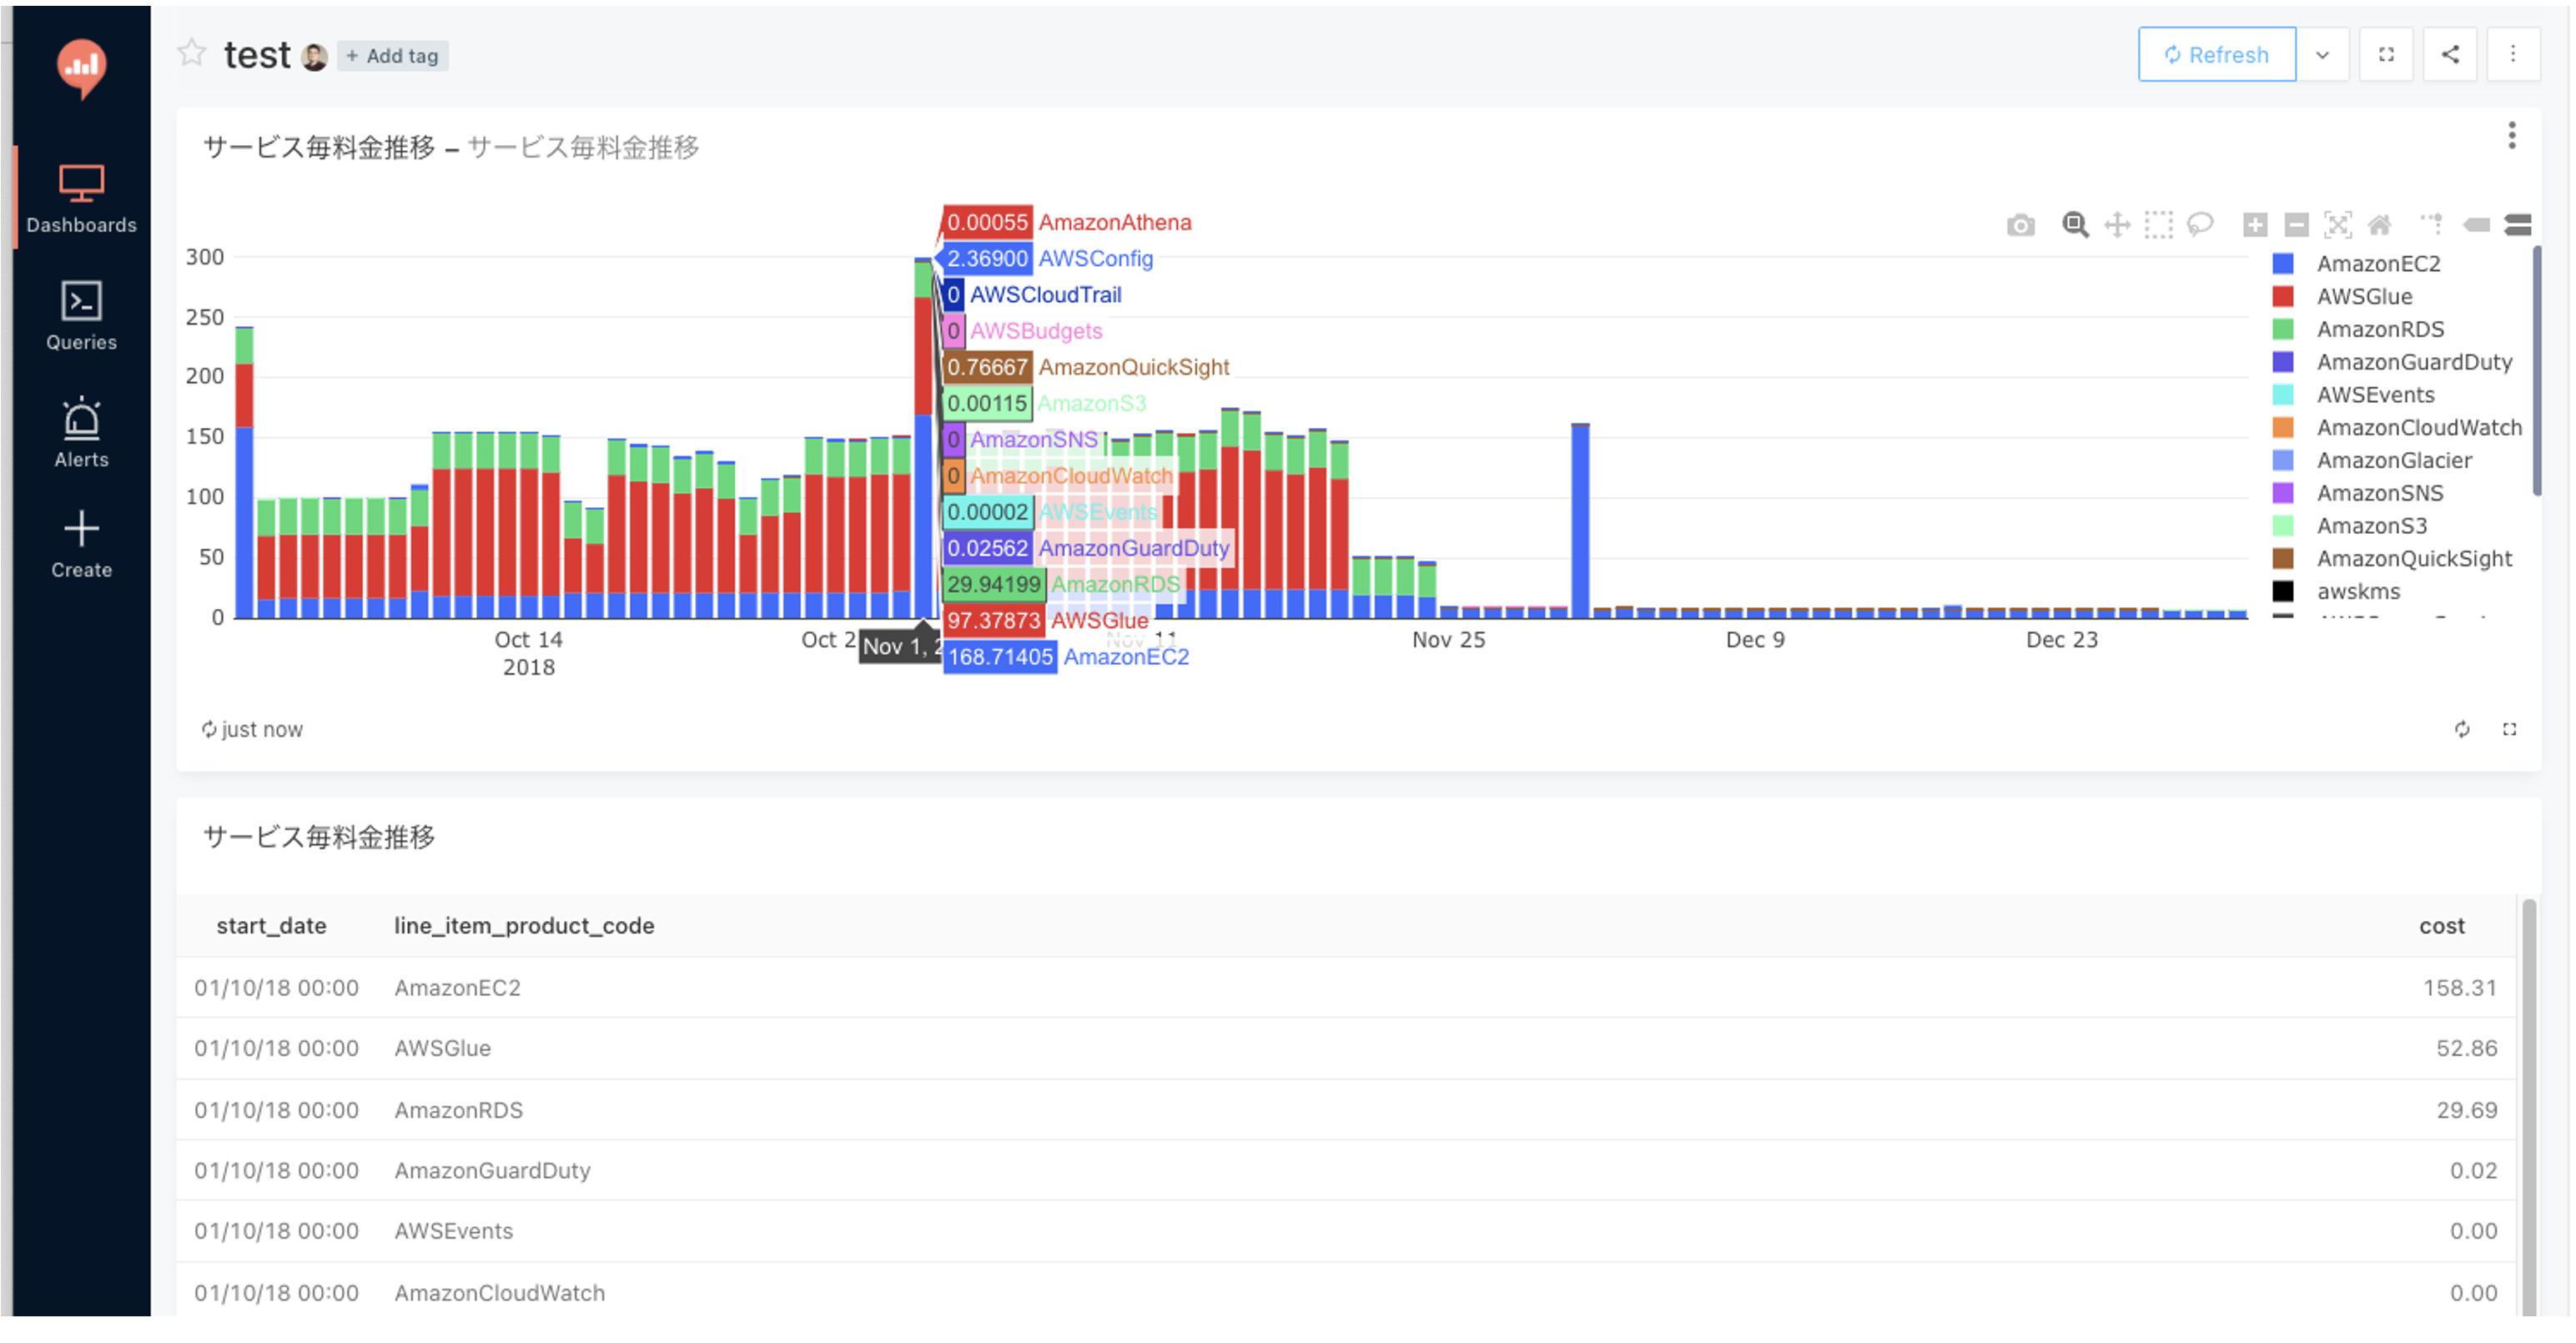 test + Add tag
Refresh
Dashboards
Queries
Alerts
Create
サービス毎料金推移 – サービス毎料金推移
0.00055 AmazonAthena
2.36900 AWSConfig
0 AWSCloudTrail
0 AWSBudgets
0.76667 AmazonQuickSight
0.00115 AmazonS3
0 AmazonSNS
0 AmazonCloudWatch
0.00002 AWSEvents
0.02562 AmazonGuardDuty
29.94199 AmazonRDS
97.37873 AWSGlue
168.71405 AmazonEC2
300
250
200
150
100
50
0
Oct 14
2018
Oct 2
Nov 1, 2
Nov 11
Nov 25
Dec 9
Dec 23
AmazonEC2
AWSGlue
AmazonRDS
AmazonGuardDuty
AWSEvents
AmazonCloudWatch
AmazonGlacier
AmazonSNS
AmazonS3
AmazonQuickSight
awskms
just now
サービス毎料金推移
start_date line_item_product_code cost
01/10/18 00:00 AmazonEC2 158.31
01/10/18 00:00 AWSGlue 52.86
01/10/18 00:00 AmazonRDS 29.69
01/10/18 00:00 AmazonGuardDuty 0.02
01/10/18 00:00 AWSEvents 0.00
01/10/18 00:00 AmazonCloudWatch 0.00